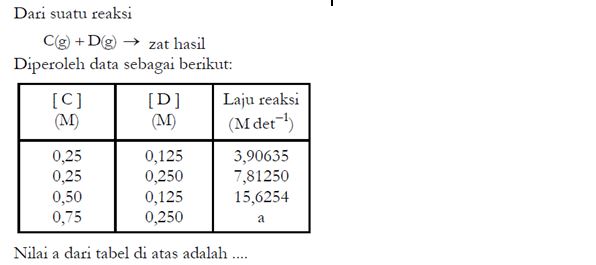 Dari suatu reaksi
C(g) + D(g) → zat hasil
Diperoleh data sebagai berikut:
[ C ] [ D ] Laju reaksi
(M) (M) (M det⁻¹)
0,25 0,125 3,90635
0,25 0,250 7,81250
0,50 0,125 15,6254
0,75 0,250 a
Nilai a dari tabel di atas adalah ....